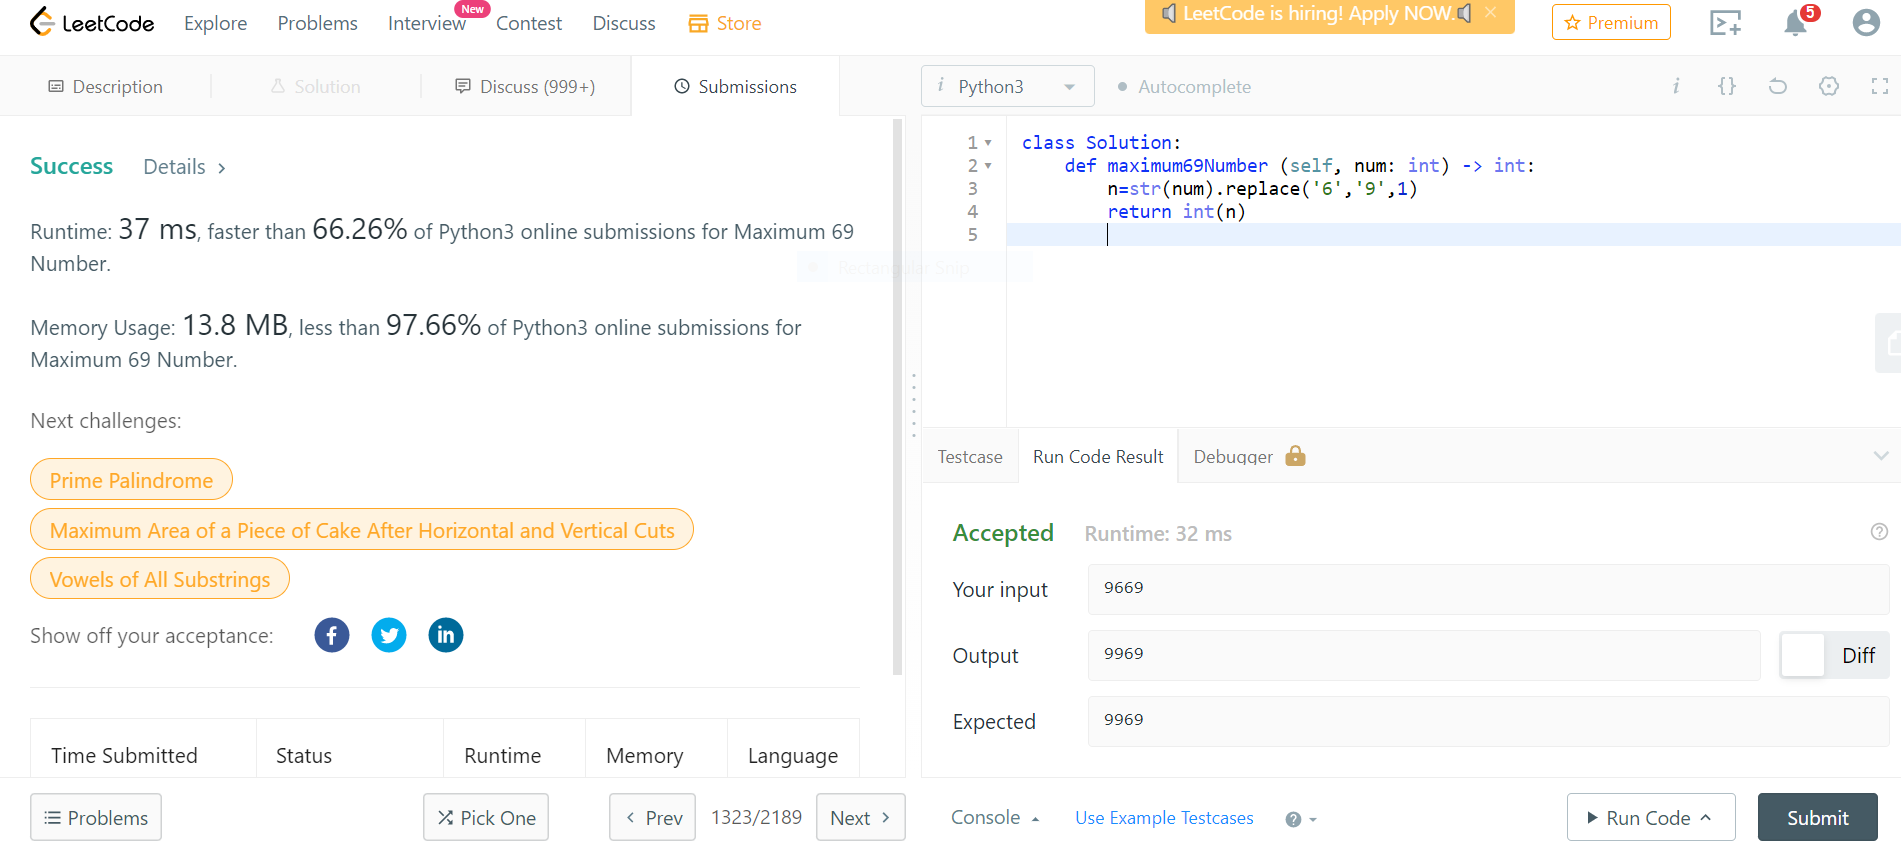 LeetCode
Explore
Problems
Interview
New
Contest
Discuss
Store
LeetCode is hiring! Apply NOW.
Premium
5
Description
Solution
Discuss (999+)
Submissions
i Python3
Autocomplete
i
{}
Success
Details
Runtime: 37 ms, faster than 66.26% of Python3 online submissions for Maximum 69
Number.
Memory Usage: 13.8 MB, less than 97.66% of Python3 online submissions for
Maximum 69 Number.
Next challenges:
Prime Palindrome
Maximum Area of a Piece of Cake After Horizontal and Vertical Cuts
Vowels of All Substrings
Show off your acceptance:
Time Submitted
Status
Runtime
Memory
Language
Problems
Pick One
Prev
1323/2189
Next
Rectangular Snip
1 class Solution:
2 def maximum69Number (self, num: int) -> int:
3 n=str(num).replace('6','9',1)
4 return int(n)
5
Testcase
Run Code Result
Debugger
Accepted
Runtime: 32 ms
Your input
9669
Output
9969
Diff
Expected
9969
Console
Use Example Testcases
Run Code
Submit